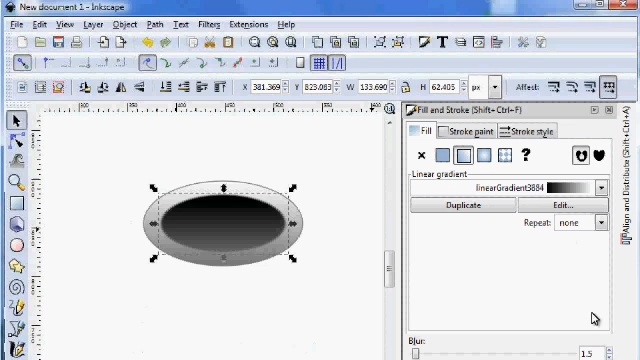 New document 1 - Inkscape
File Edit View Layer Object Path Text Filters Extensions Help
X 381.369 Y 823.083 W 133.690 H 62.405 px Affect:
Fill and Stroke (Shift+Ctrl+F)
Fill Stroke paint Stroke style
?
Linear gradient
linearGradient3884
Duplicate Edit...
Repeat: none
Blur:
1.5
Align and Distribute (Shift+Ctrl+A)